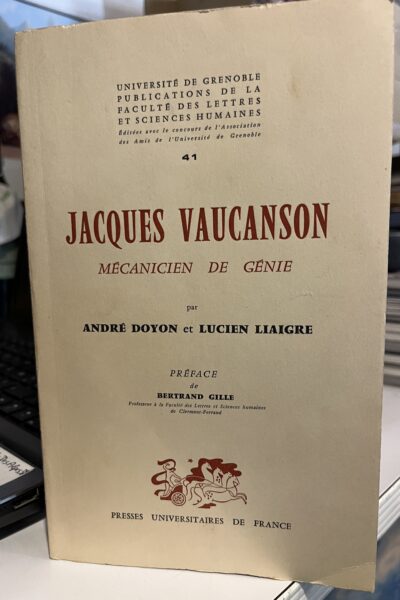 UNIVERSITÉ DE GRENOBLE
PUBLICATIONS DE LA
FACULTÉ DES LETTRES
ET SCIENCES HUMAINES
Éditées avec le concours de l'Association
des Amis de l'Université de Grenoble
41
JACQUES VAUCANSON
MÉCANICIEN DE GÉNIE
par
ANDRÉ DOYON et LUCIEN LIAIGRE
PRÉFACE
de
BERTRAND GILLE
Professeur à la Faculté des Lettres et Sciences humaines
de Clermont-Ferrand
PRESSES UNIVERSITAIRES DE FRANCE